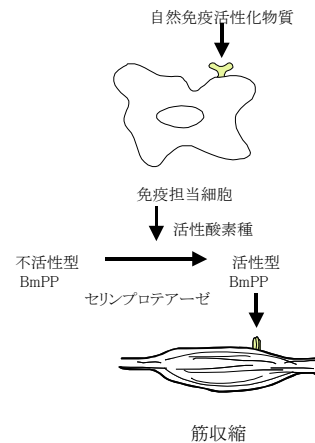 自然免疫活性化物質
免疫担当細胞
活性酸素種
不活性型
BmPP
活性型
BmPP
セリンプロテアーゼ
筋収縮